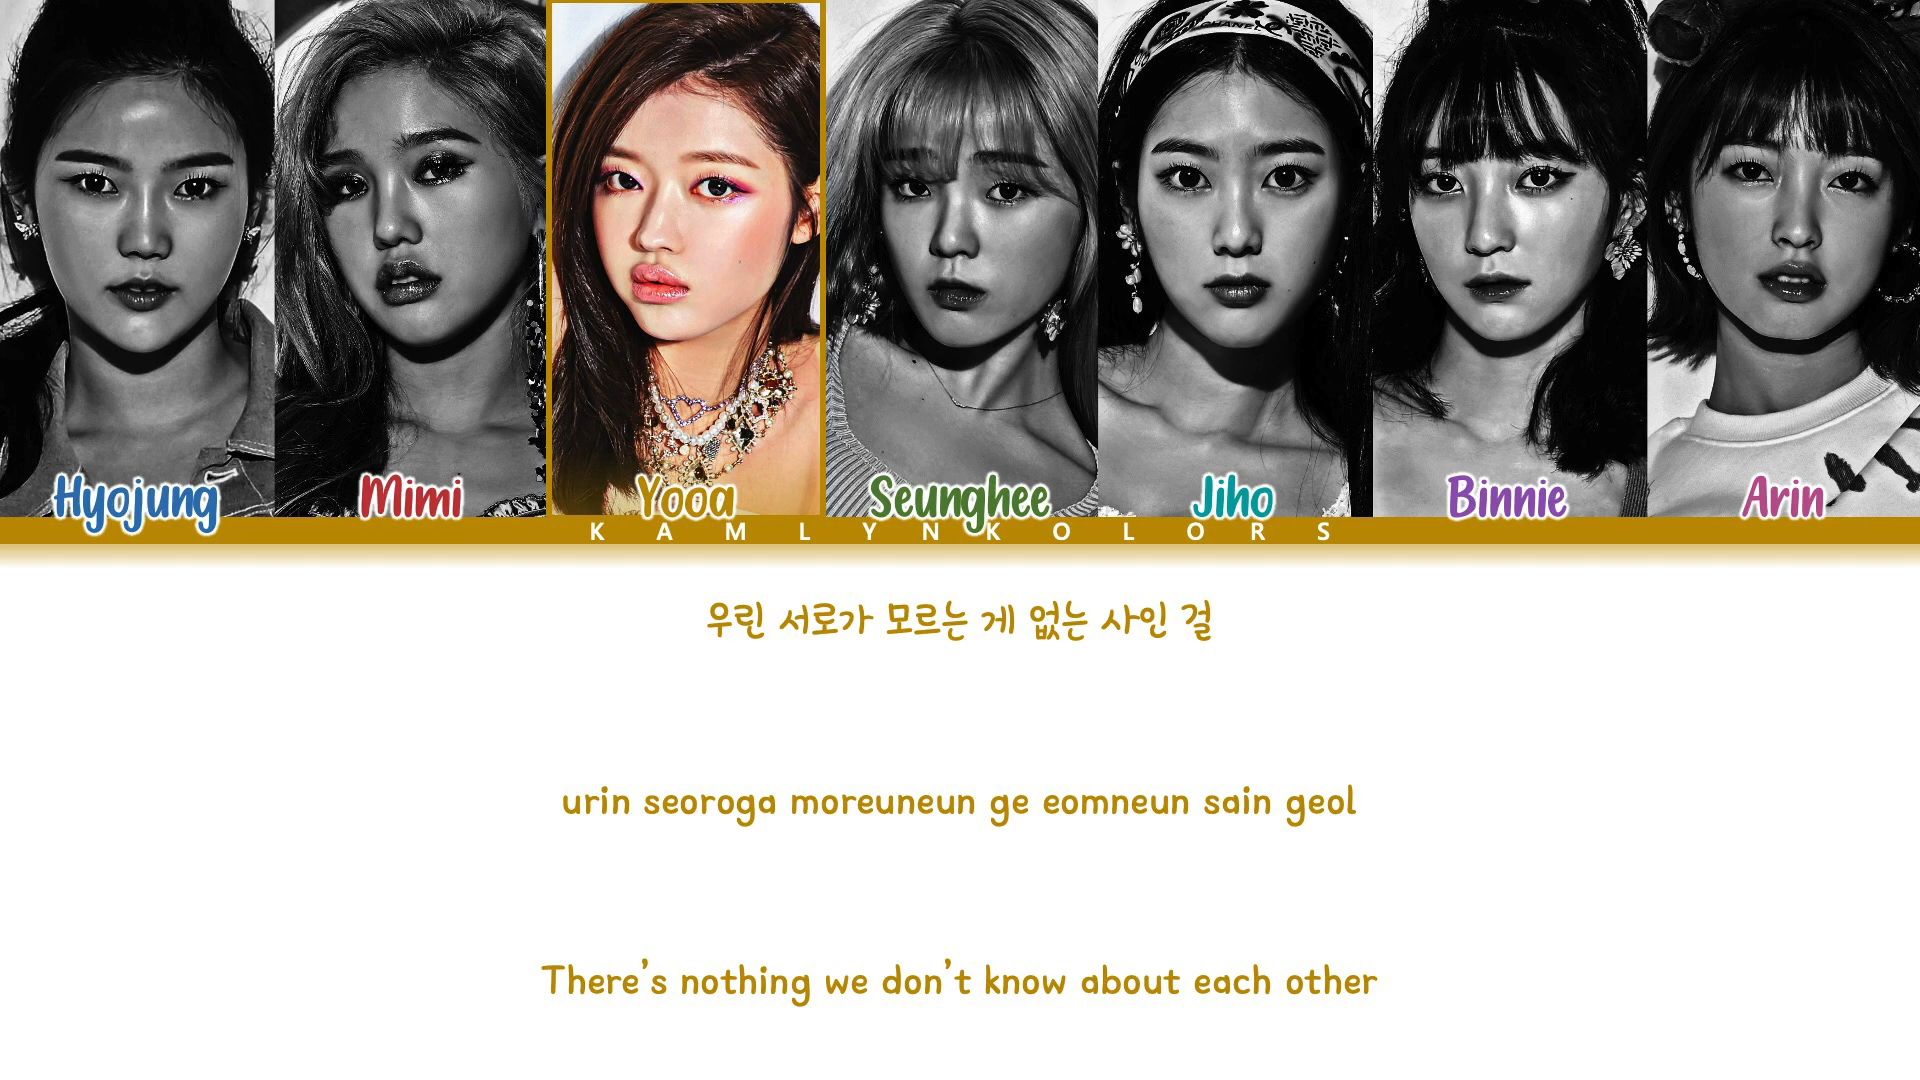 Hyojung Mimi Yooa Seunghee Jiho Binnie Arin
KAMLYNKOLORS
우린 서로가 모르는 게 없는 사인 걸
urin seoroga moreuneun ge eomneun sain geol
There's nothing we don't know about each other